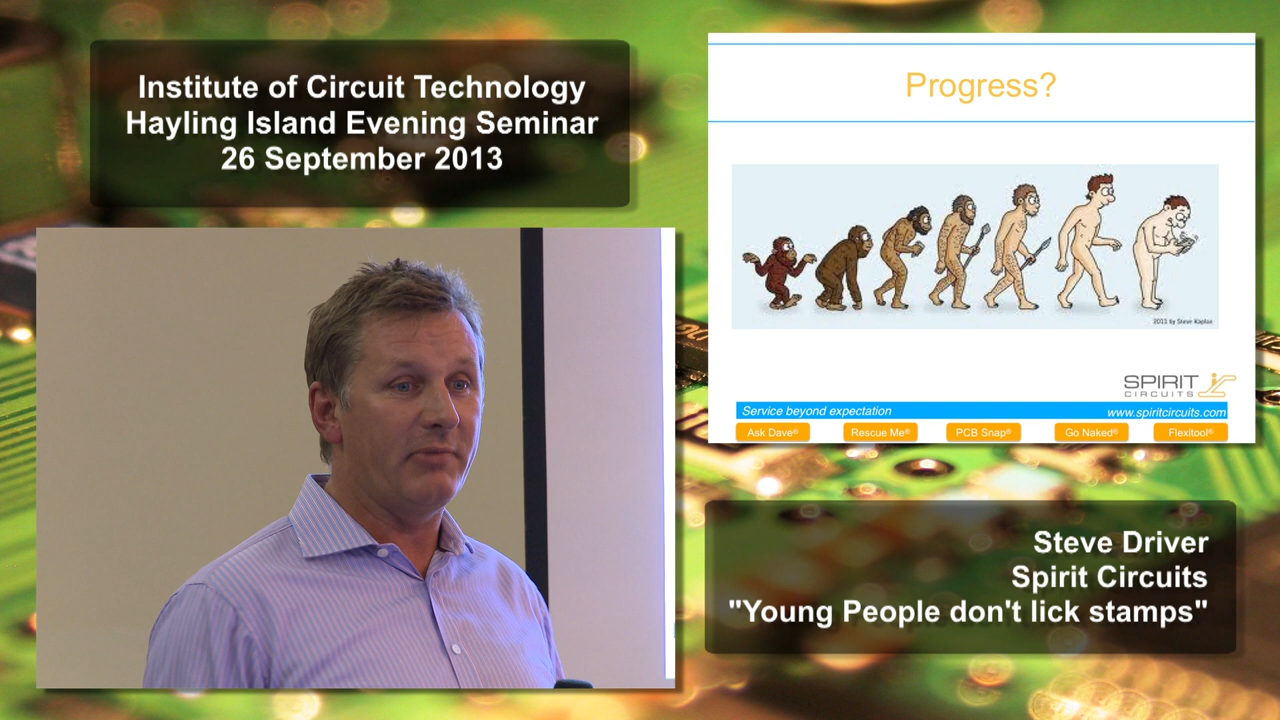 Institute of Circuit Technology
Hayling Island Evening Seminar
26 September 2013
Progress?
2011 by Steve Kaplan
SPIRIT
CIRCUITS
Service beyond expectation
www.spiritcircuits.com
Ask Dave®
Rescue Me®
PCB Snap®
Go Naked®
Flexitool®
Steve Driver
Spirit Circuits
"Young People don't lick stamps"